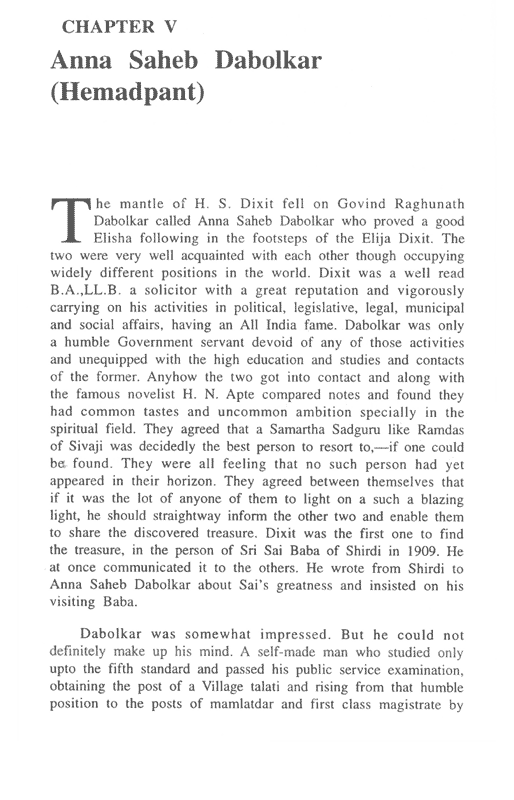 CHAPTER V
Anna Saheb Dabolkar
(Hemadpant)
The mantle of H. S. Dixit fell on Govind Raghunath
Dabolkar called Anna Saheb Dabolkar who proved a good
Elisha following in the footsteps of the Elija Dixit. The
two were very well acquainted with each other though occupying
widely different positions in the world. Dixit was a well read
B.A.,LL.B. a solicitor with a great reputation and vigorously
carrying on his activities in political, legislative, legal, municipal
and social affairs, having an All India fame. Dabolkar was only
a humble Government servant devoid of any of those activities
and unequipped with the high education and studies and contacts
of the former. Anyhow the two got into contact and along with
the famous novelist H. N. Apte compared notes and found they
had common tastes and uncommon ambition specially in the
spiritual field. They agreed that a Samartha Sadguru like Ramdas
of Sivaji was decidedly the best person to resort to,—if one could
be found. They were all feeling that no such person had yet
appeared in their horizon. They agreed between themselves that
if it was the lot of anyone of them to light on a such a blazing
light, he should straightway inform the other two and enable them
to share the discovered treasure. Dixit was the first one to find
the treasure, in the person of Sri Sai Baba of Shirdi in 1909. He
at once communicated it to the others. He wrote from Shirdi to
Anna Saheb Dabolkar about Sai's greatness and insisted on his
visiting Baba.
Dabolkar was somewhat impressed. But he could not
definitely make up his mind. A self-made man who studied only
upto the fifth standard and passed his public service examination,
obtaining the post of a Village talati and rising from that humble
position to the posts of mamlatdar and first class magistrate by